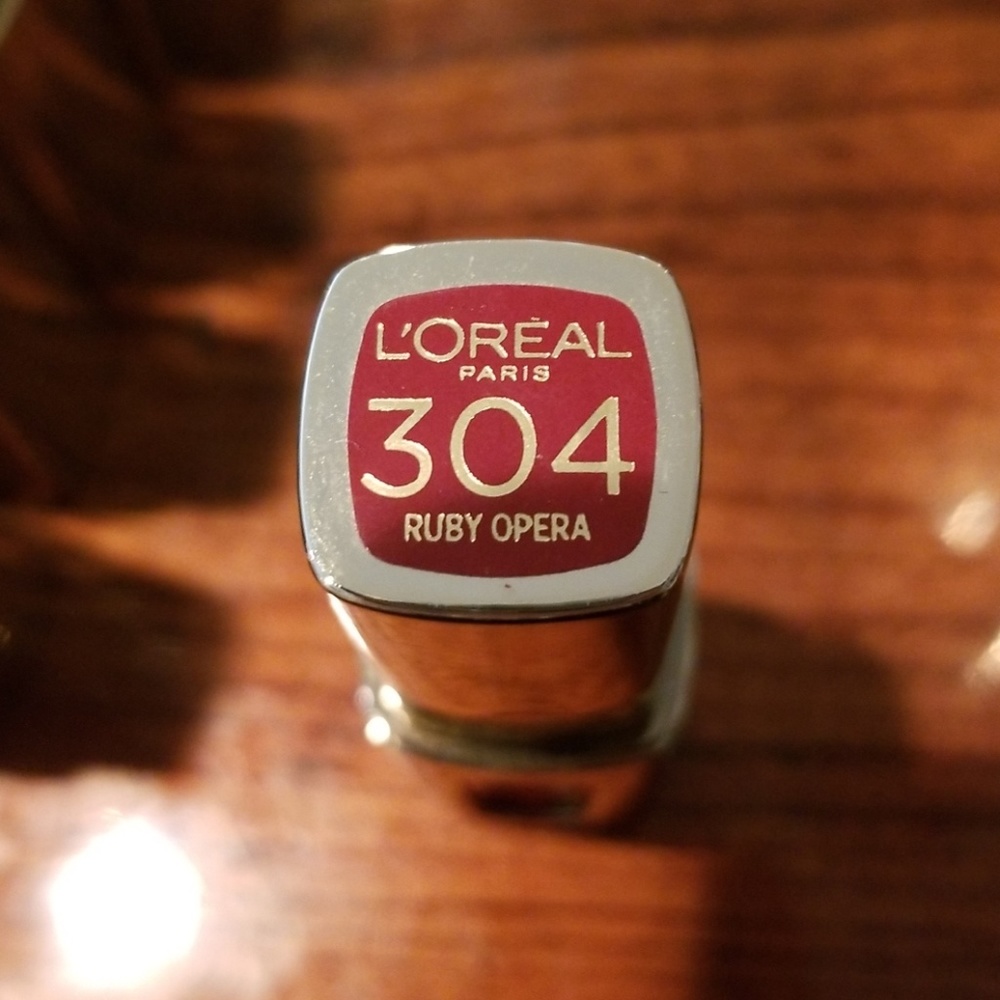 L'ORÉAL
PARIS
304
RUBY OPERA